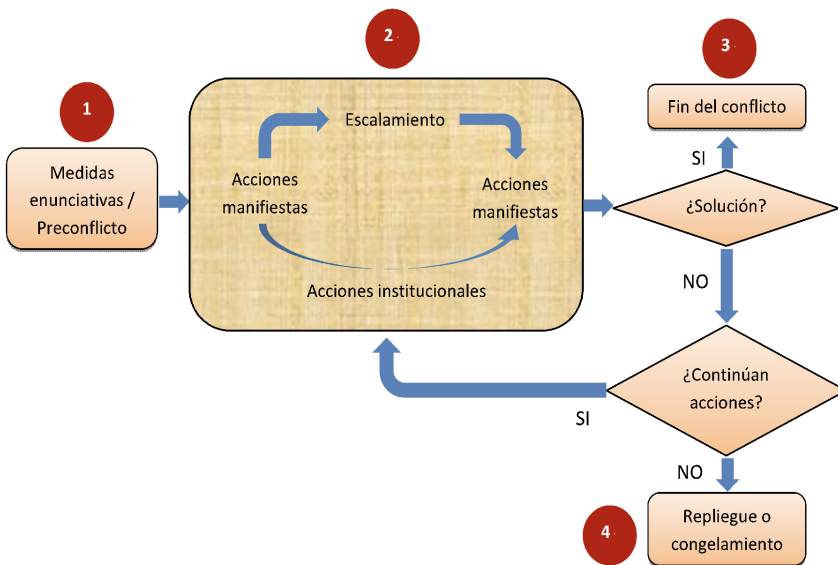 1
Medidas
enunciativas /
Preconflicto
2
Escalamiento
Acciones
manifiestas
Acciones
manifiestas
Acciones institucionales
3
Fin del conflicto
SI
¿Solución?
NO
¿Continúan
acciones?
SI
NO
4
Repliegue o
congelamiento